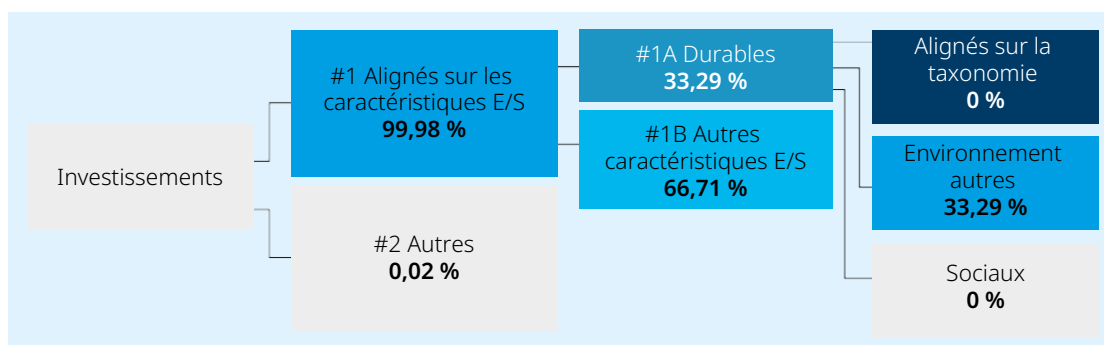 Investissements
#1 Alignés sur les
caractéristiques E/S
99,98 %
#2 Autres
0,02 %
#1A Durables
33,29 %
#1B Autres
caractéristiques E/S
66,71 %
Alignés sur la
taxonomie
0 %
Environnement
autres
33,29 %
Sociaux
0 %